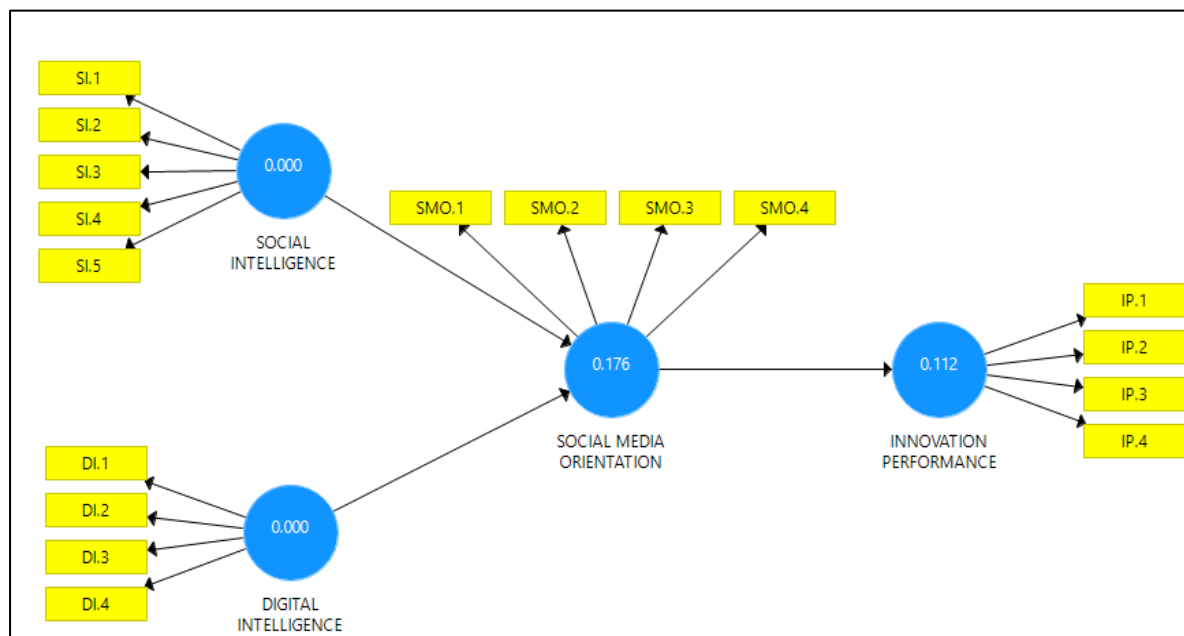 SI.1
SI.2
SI.3
SI.4
SI.5
0.000
SOCIAL
INTELLIGENCE
SMO.1
SMO.2
SMO.3
SMO.4
0.176
SOCIAL MEDIA
ORIENTATION
0.112
INNOVATION
PERFORMANCE
IP.1
IP.2
IP.3
IP.4
DI.1
DI.2
DI.3
DI.4
0.000
DIGITAL
INTELLIGENCE